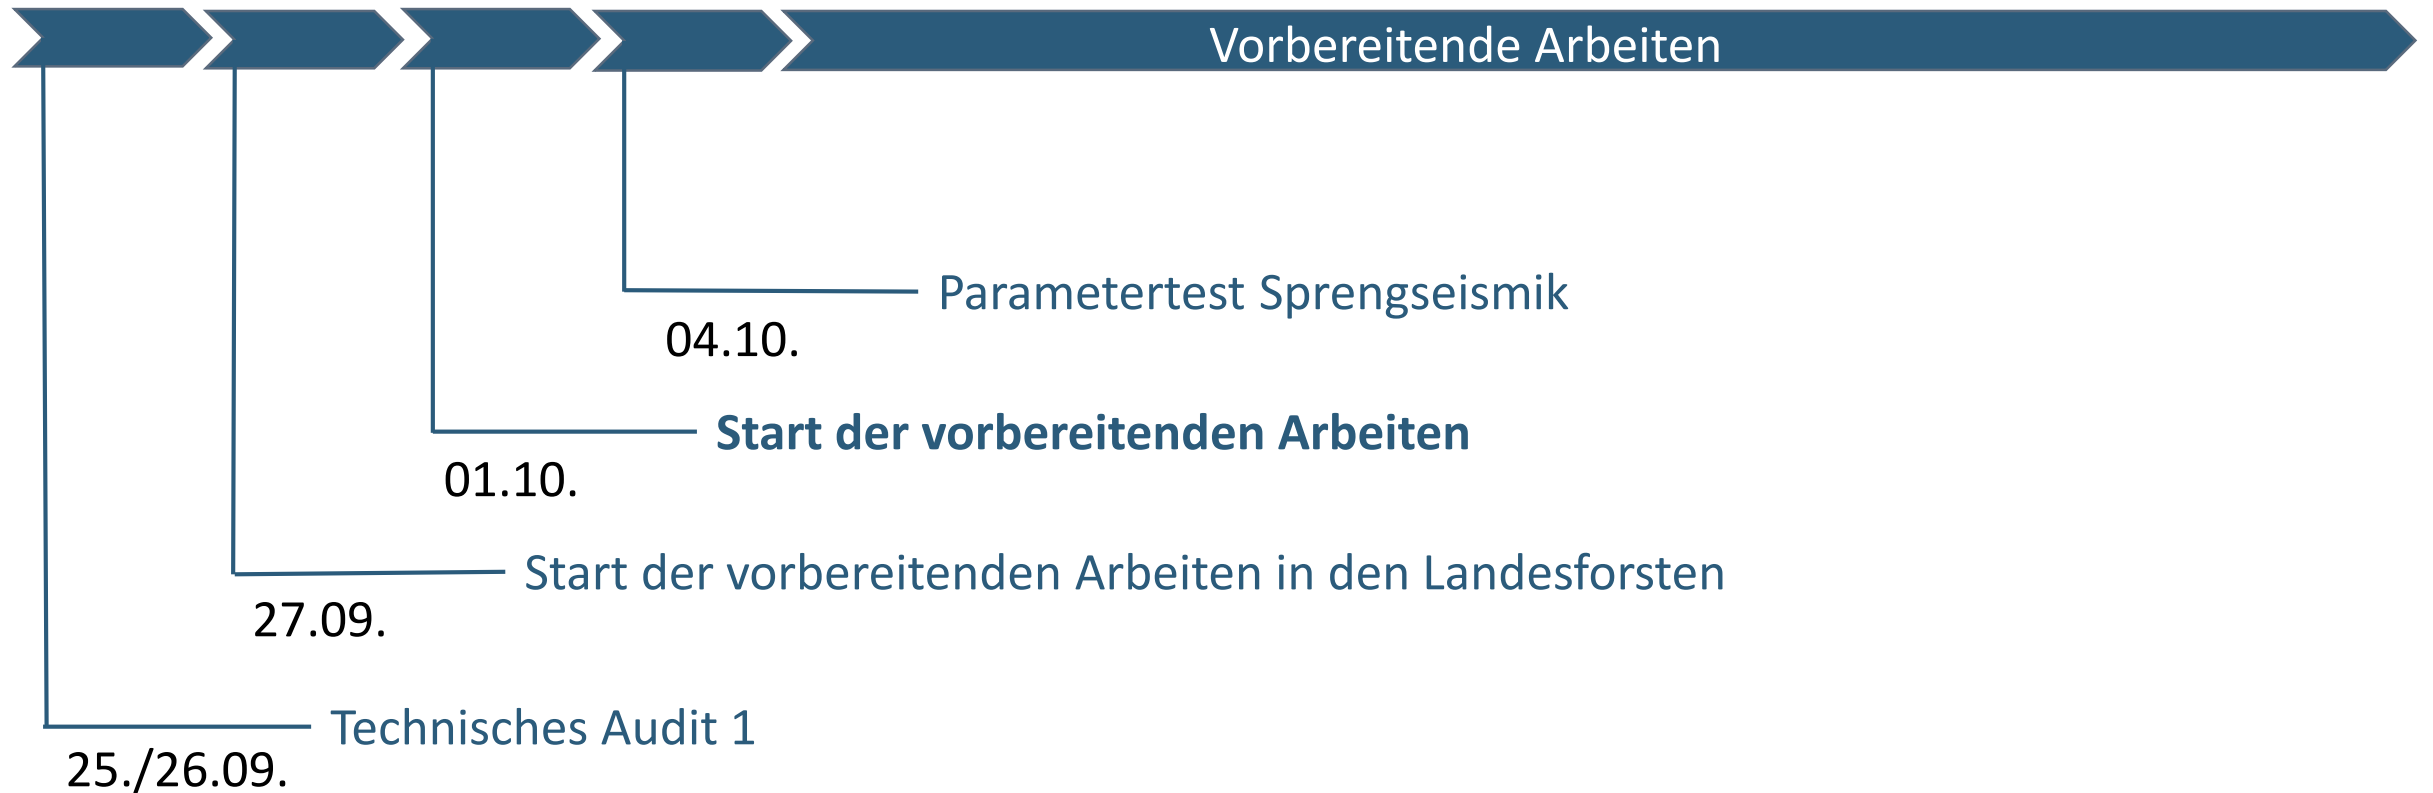 Vorbereitende Arbeiten
Parametertest Sprengseismik
04.10.
Start der vorbereitenden Arbeiten
01.10.
Start der vorbereitenden Arbeiten in den Landesforsten
27.09.
Technisches Audit 1
25./26.09.